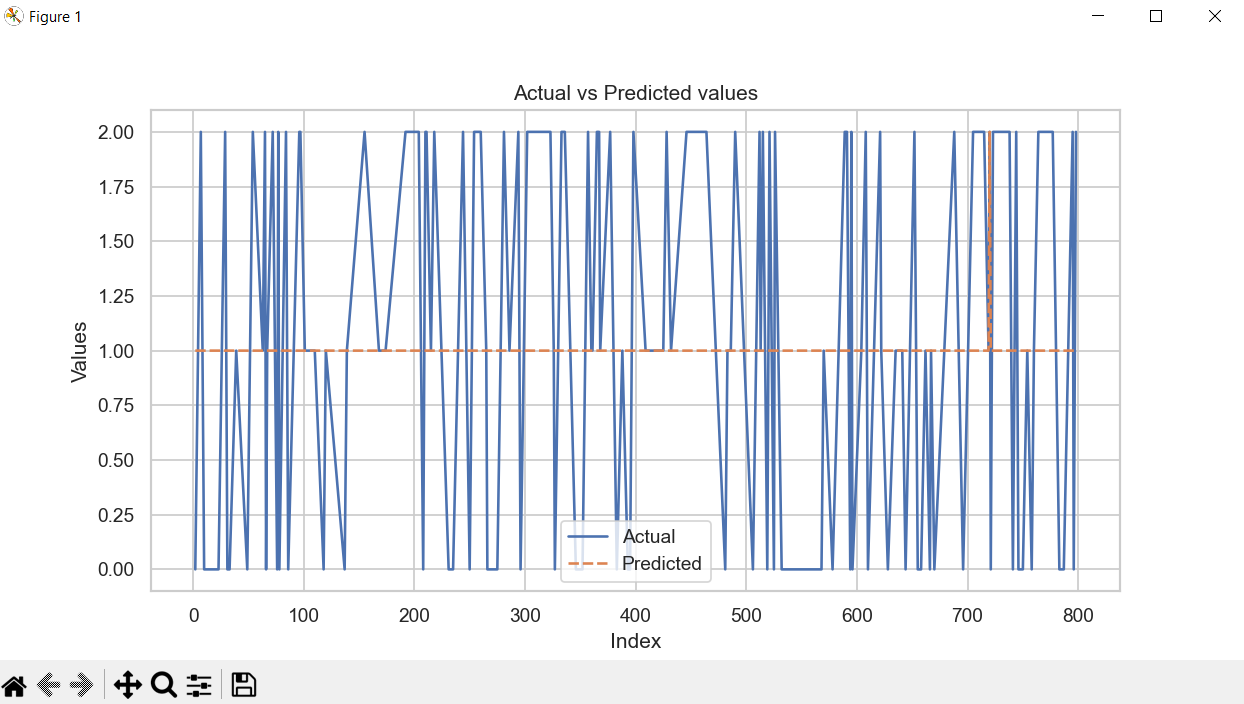 Figure 1
Actual vs Predicted values
2.00
1.75
1.50
1.25
1.00
0.75
0.50
0.25
0.00
Values
Actual
Predicted
0 100 200 300 400 500 600 700 800
Index